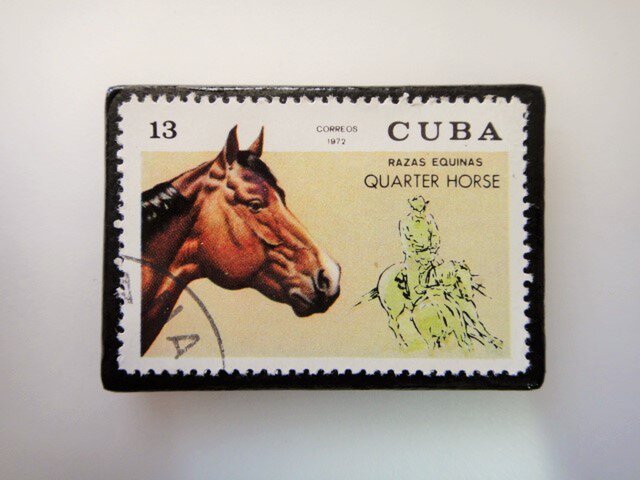 13
CORREOS
1972
CUBA
RAZAS EQUINAS
QUARTER HORSE